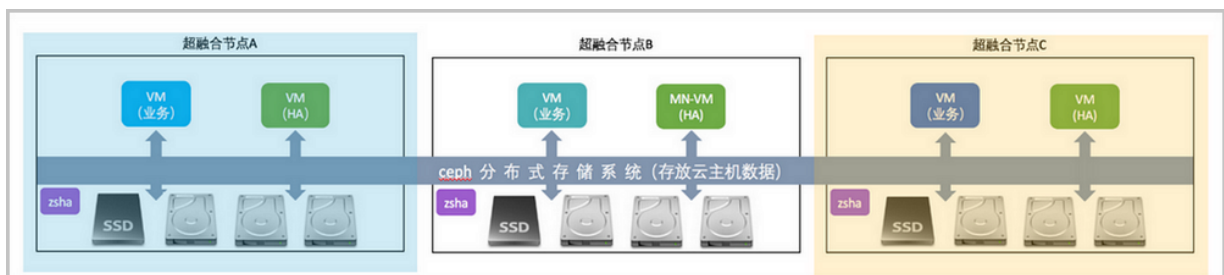 超融合节点A
超融合节点B
超融合节点C
VM
(业务)
VM
(HA)
VM
(业务)
MN-VM
(HA)
VM
(业务)
VM
(HA)
ceph 分布式存储系统（存放云主机数据）
zsha
SSD
zsha
SSD
zsha
SSD